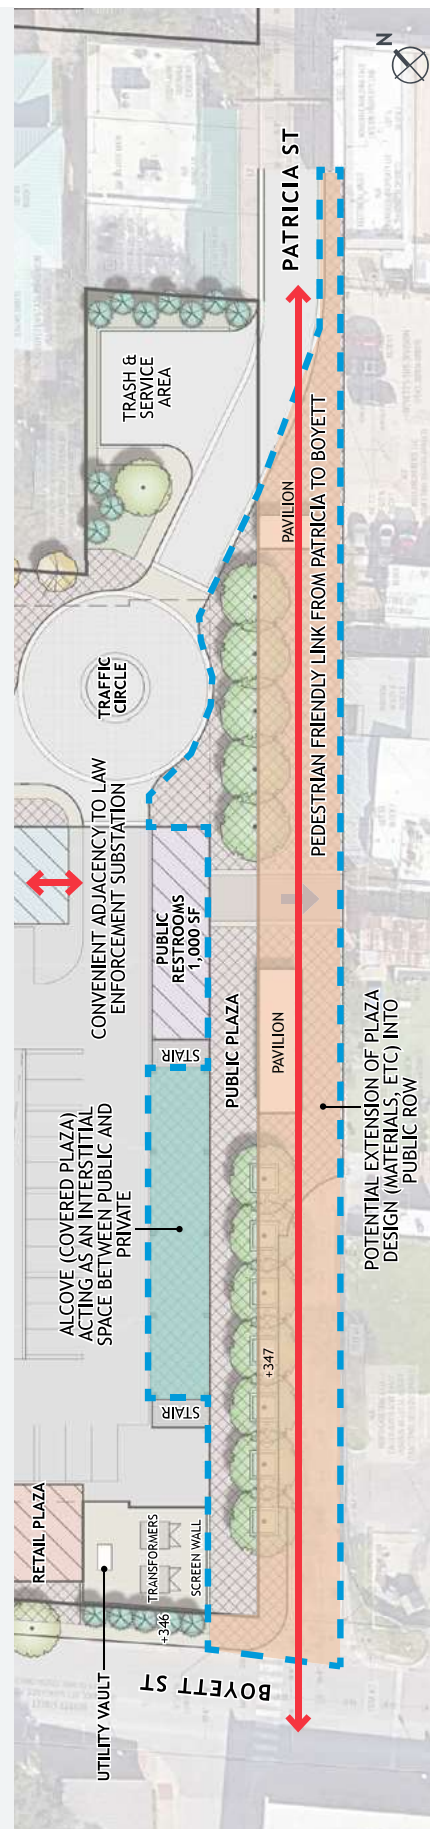 N
PATRICIA ST
TRASH &
SERVICE
AREA
PAVILION
PEDESTRIAN FRIENDLY LINK FROM PATRICIA TO BOYETT
TRAFFIC
CIRCLE
CONVENIENT ADJACENCY TO LAW
ENFORCEMENT SUBSTATION
PUBLIC
RESTROOMS
1,000 SF
STAIR
PUBLIC PLAZA
PAVILION
POTENTIAL EXTENSION OF PLAZA
DESIGN (MATERIALS, ETC) INTO
PUBLIC ROW
ALCOVE (COVERED PLAZA)
ACTING AS AN INTERSTITIAL
SPACE BETWEEN PUBLIC AND
PRIVATE
STAIR
+347
RETAIL PLAZA
TRANSFORMERS
SCREEN WALL
+346
UTILITY VAULT
BOYETT ST